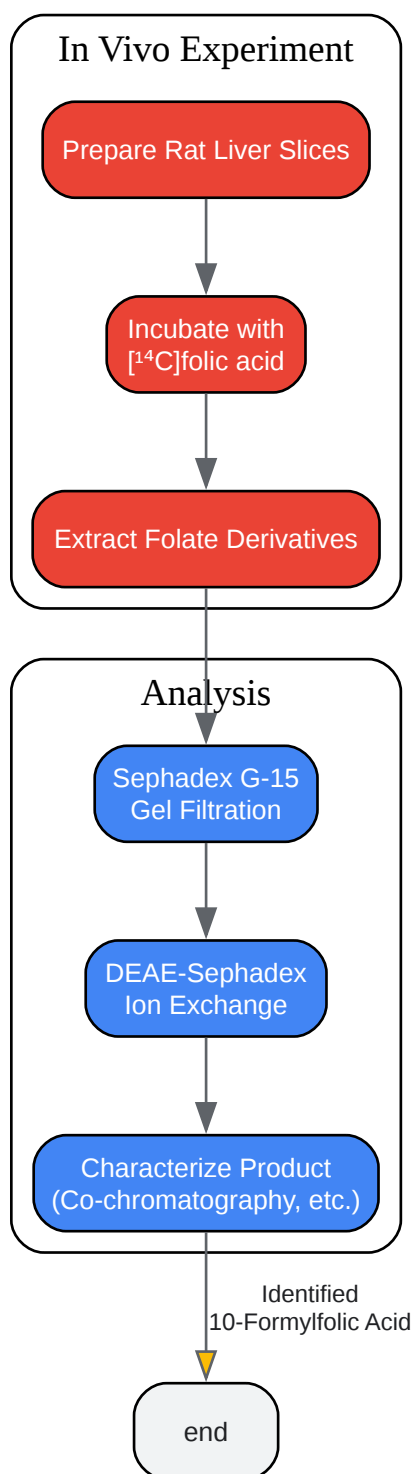 In Vivo Experiment
Prepare Rat Liver Slices
Incubate with
[¹⁴C]folic acid
Extract Folate Derivatives
Analysis
Sephadex G-15
Gel Filtration
DEAE-Sephadex
Ion Exchange
Characterize Product
(Co-chromatography, etc.)
Identified
10-Formylfolic Acid
end